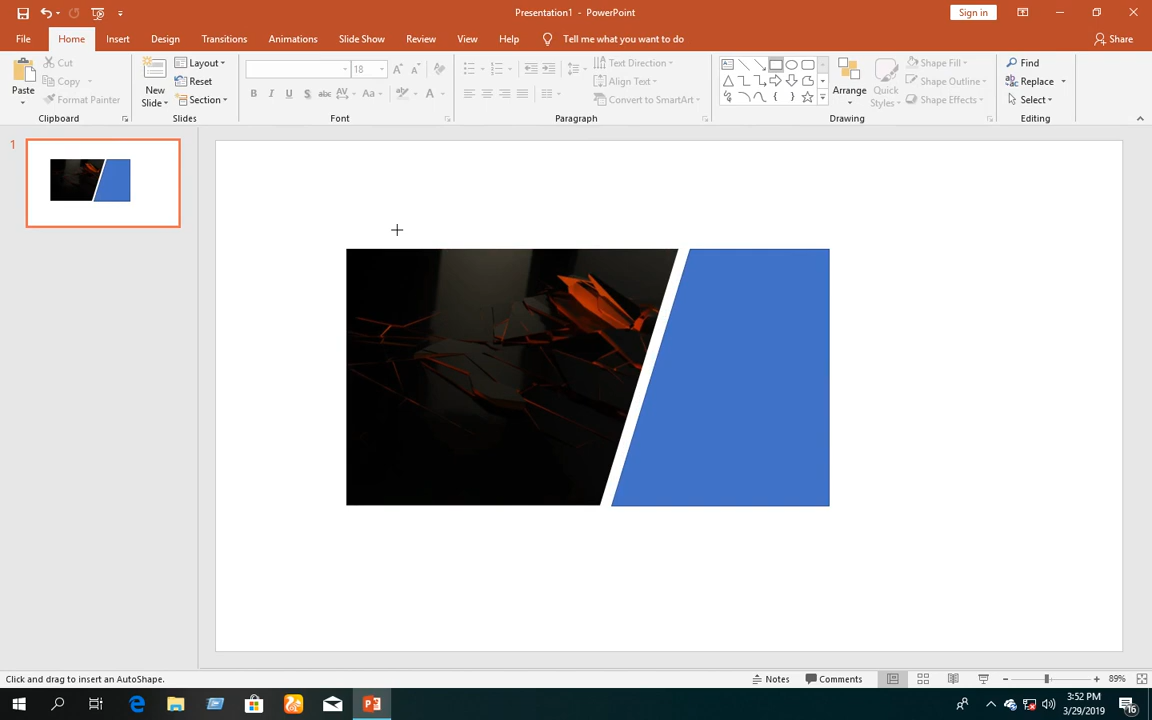 Presentation1 - PowerPoint
Sign in
File Home Insert Design Transitions Animations Slide Show Review View Help Tell me what you want to do Share
Paste
Cut
Copy
Format Painter
Clipboard
New Slide
Layout
Reset
Section
Slides
18
Font
Text Direction
Align Text
Convert to SmartArt
Paragraph
Arrange
Quick Styles
Shape Fill
Shape Outline
Shape Effects
Drawing
Find
Replace
Select
Editing
1
Click and drag to insert an AutoShape.
Notes
Comments
89%
3:52 PM
3/29/2019
16